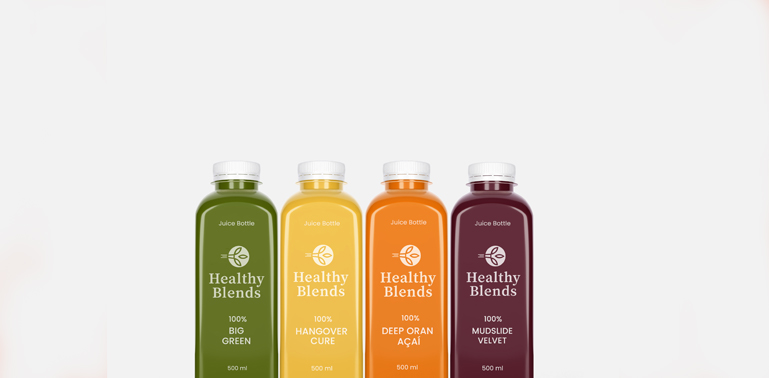 Juice Bottle
Healthy
Blends
100%
BIG
GREEN
500 ml
Juice Bottle
Healthy
Blends
100%
HANGOVER
CURE
500 ml
Juice Bottle
Healthy
Blends
100%
DEEP ORAN
AÇAÍ
500 ml
Juice Bottle
Healthy
Blends
100%
MUDSLIDE
VELVET
500 ml